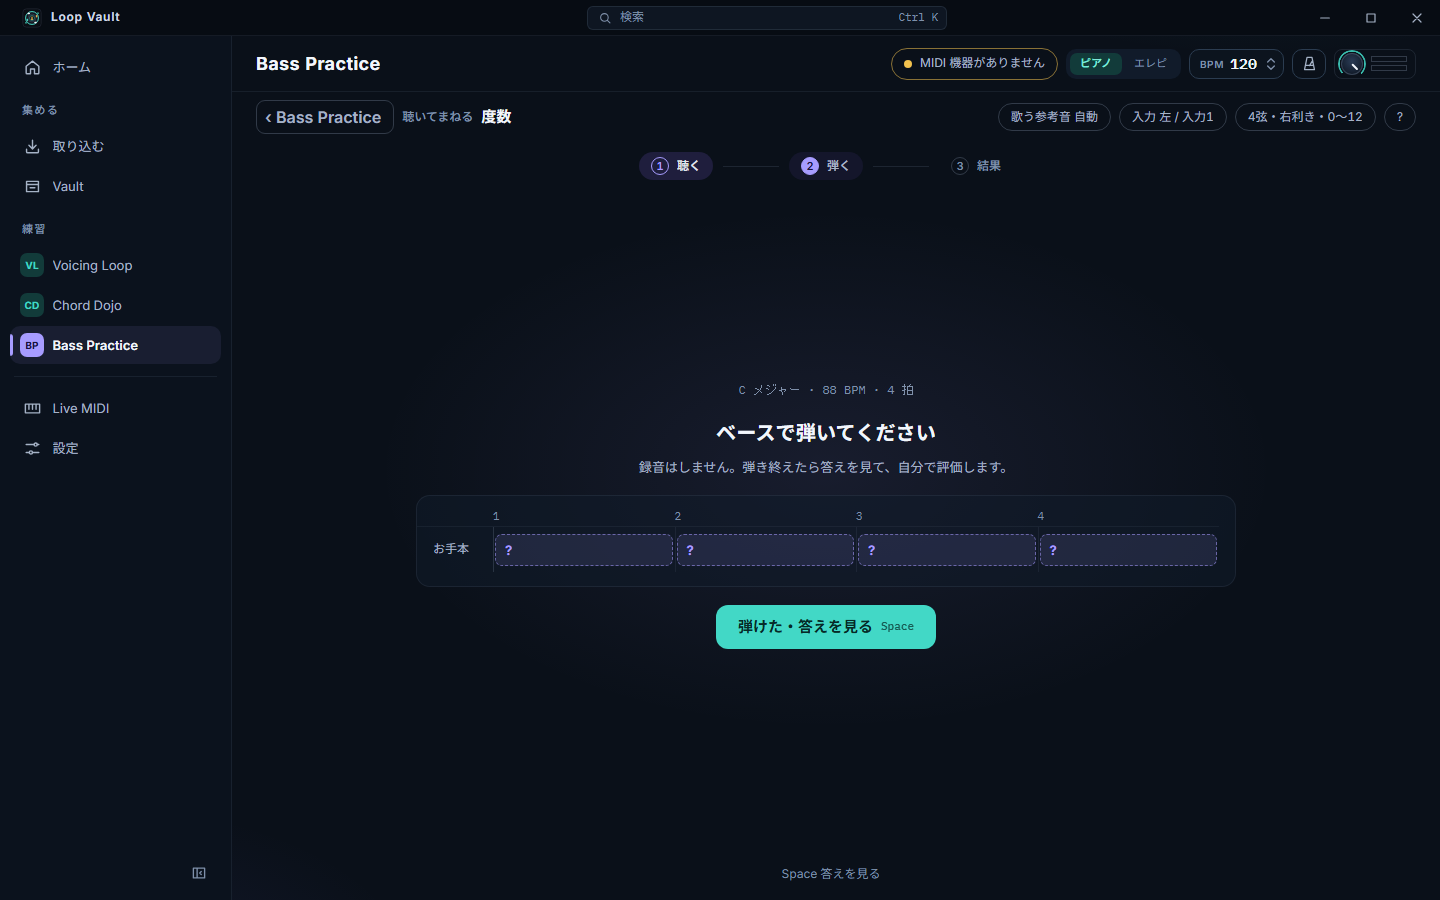 Loop Vault
検索
Ctrl K
ホーム
集める
取り込む
Vault
練習
VL Voicing Loop
CD Chord Dojo
BP Bass Practice
Live MIDI
設定
Bass Practice
MIDI 機器がありません
ピアノ
エレピ
BPM 120
‹ Bass Practice
聴いてまねる 度数
歌う参考音 自動
入力 左 / 入力1
4弦・右利き・0〜12
?
1 聴く
2 弾く
3 結果
C メジャー · 88 BPM · 4 拍
ベースで弾いてください
録音はしません。弾き終えたら答えを見て、自分で評価します。
1 2 3 4
お手本 ? ? ? ?
弾けた・答えを見る Space
Space 答えを見る